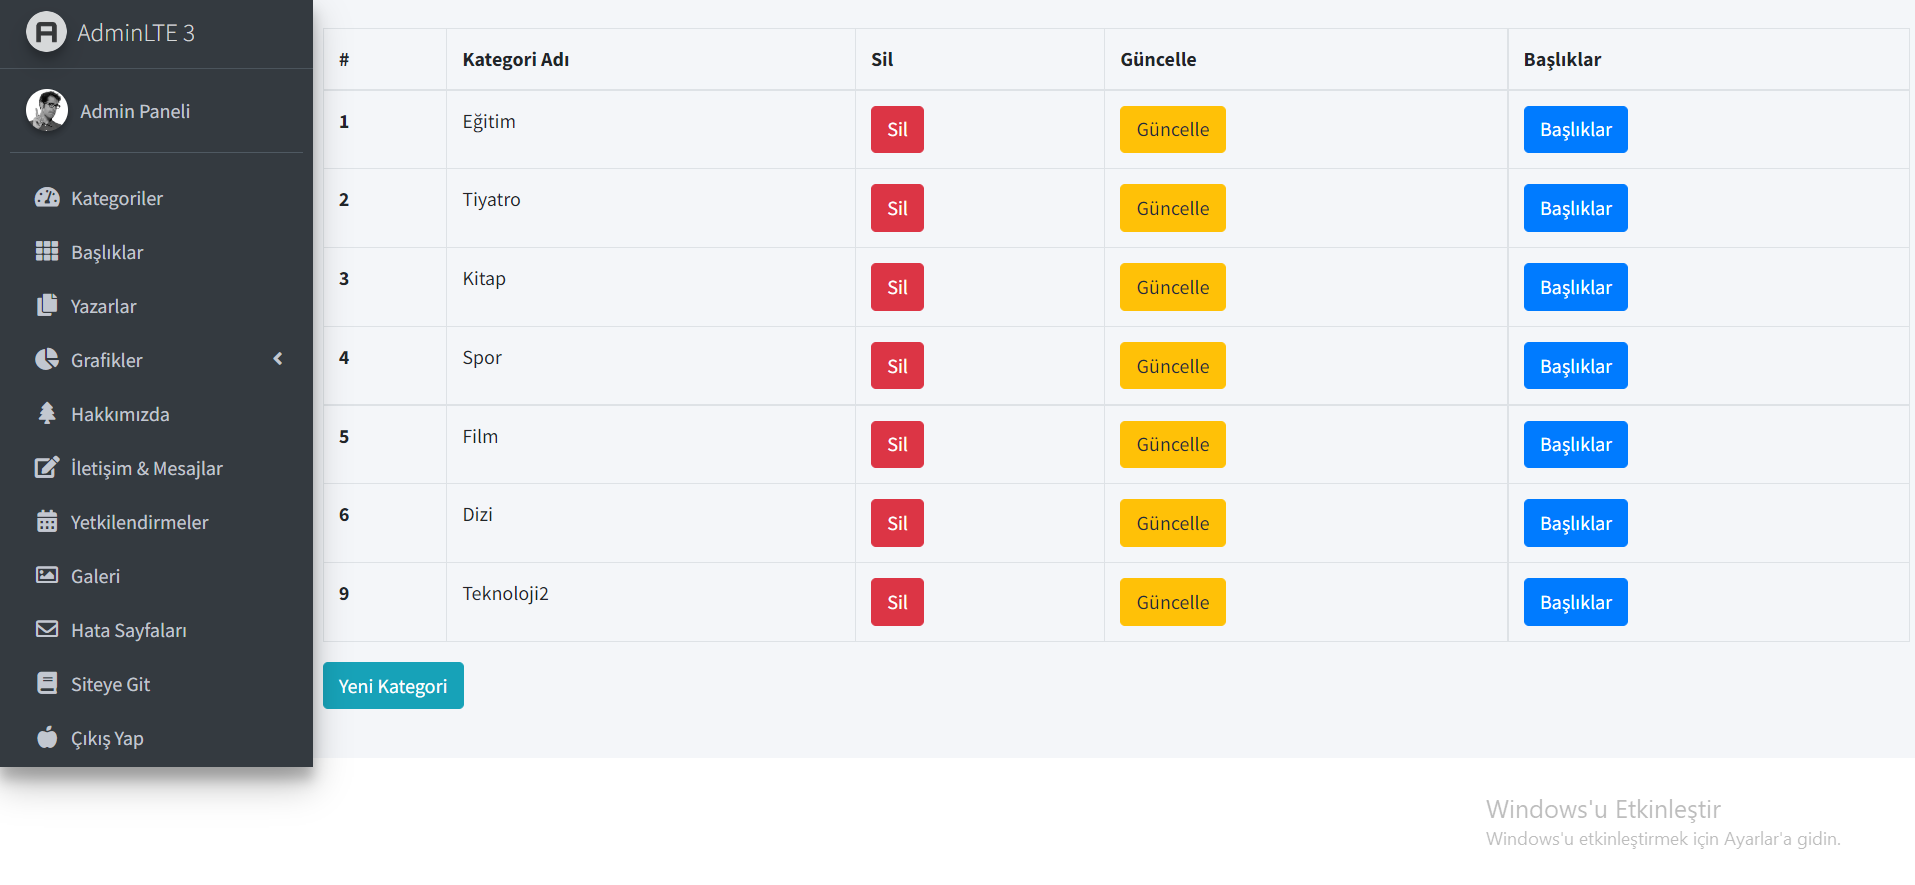 AdminLTE 3
Admin Paneli
Kategoriler
Başlıklar
Yazarlar
Grafikler
Hakkımızda
İletişim & Mesajlar
Yetkilendirmeler
Galeri
Hata Sayfaları
Siteye Git
Çıkış Yap
# Kategori Adı Sil Güncelle Başlıklar
1 Eğitim Sil Güncelle Başlıklar
2 Tiyatro Sil Güncelle Başlıklar
3 Kitap Sil Güncelle Başlıklar
4 Spor Sil Güncelle Başlıklar
5 Film Sil Güncelle Başlıklar
6 Dizi Sil Güncelle Başlıklar
9 Teknoloji2 Sil Güncelle Başlıklar
Yeni Kategori
Windows'u Etkinleştir
Windows'u etkinleştirmek için Ayarlar'a gidin.